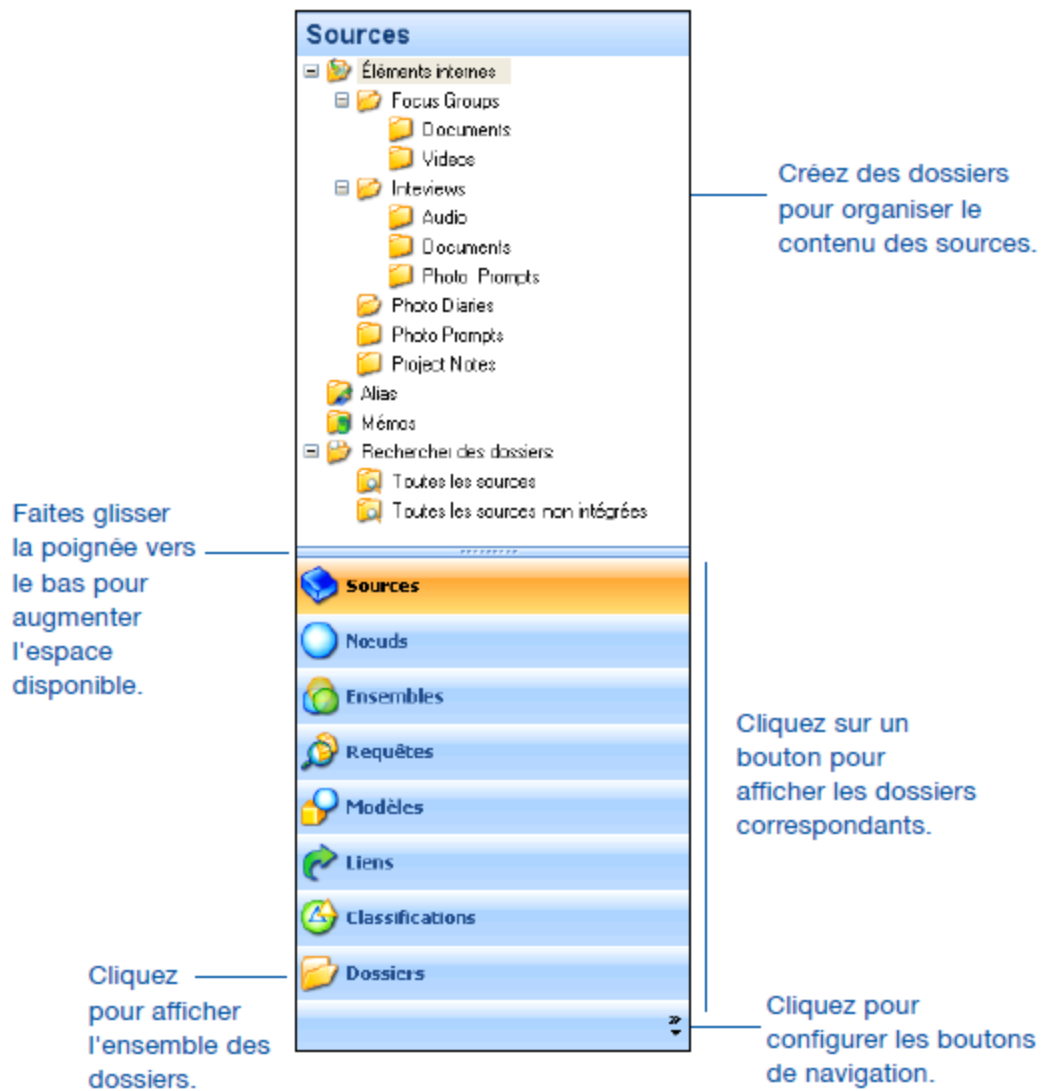 Sources
Éléments internes
Focus Groups
Documents
Videos
Inteviews
Audio
Documents
Photo Prompts
Photo Diaries
Photo Prompts
Project Notes
Alias
Mémos
Rechercher des dossiers
Toutes les sources
Toutes les sources non intégrées
Créez des dossiers
pour organiser le
contenu des sources.
Faites glisser
la poignée vers
le bas pour
augmenter
l'espace
disponible.
Sources
Nœuds
Ensembles
Requêtes
Modèles
Liens
Classifications
Dossiers
Cliquez sur un
bouton pour
afficher les dossiers
correspondants.
Cliquez
pour afficher
l'ensemble des
dossiers.
Cliquez pour
configurer les boutons
de navigation.